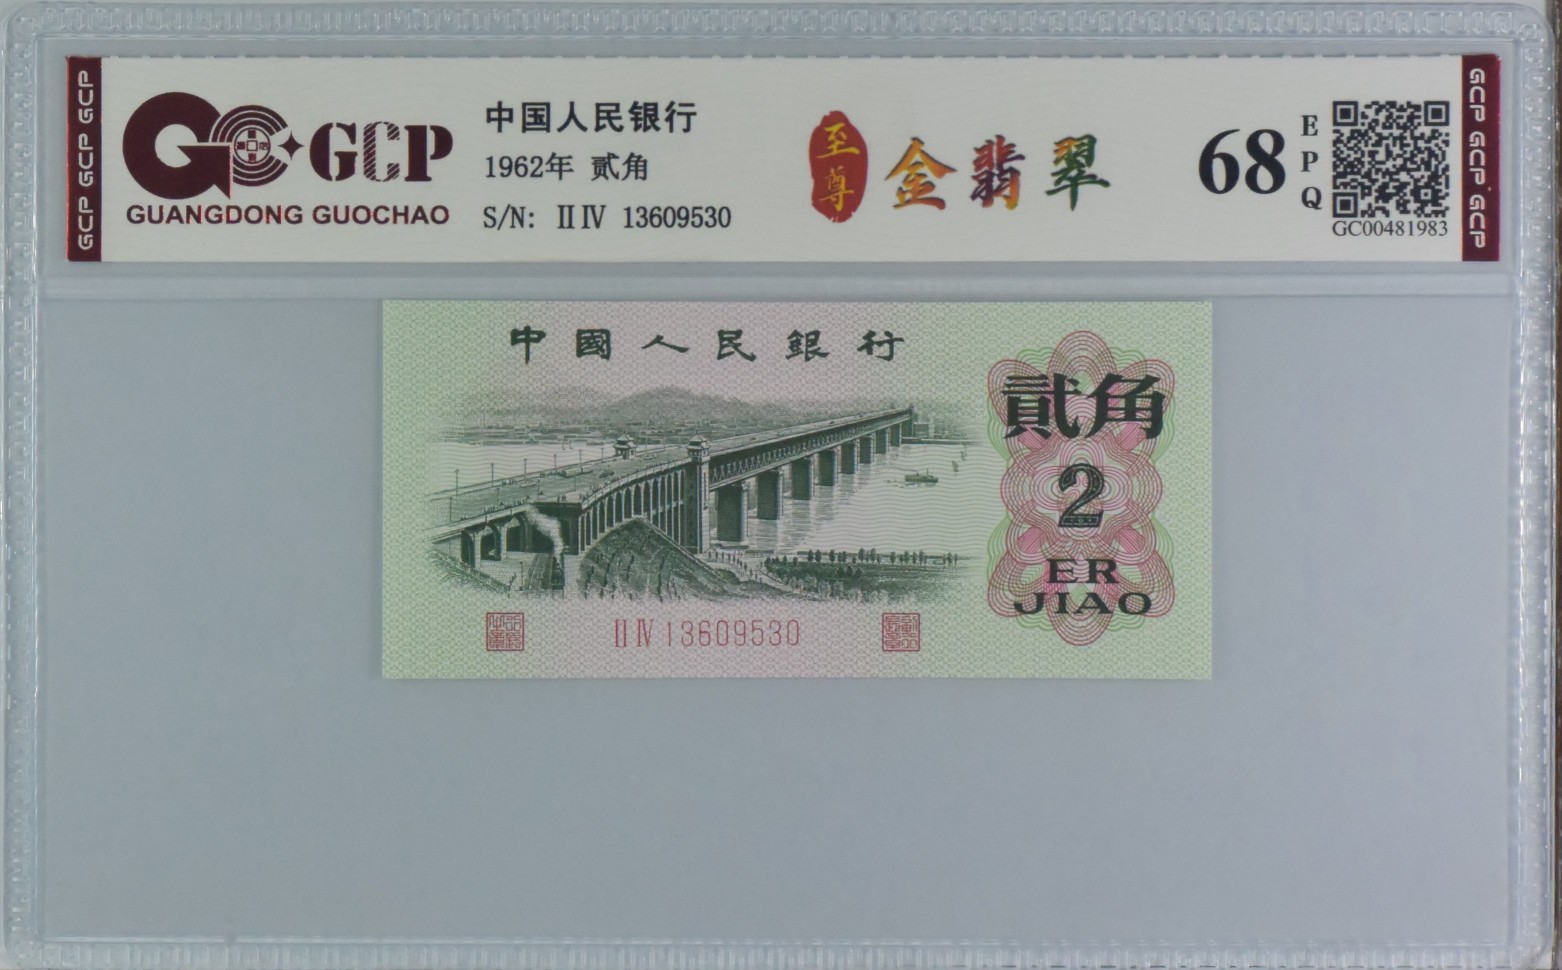 GCP GCP GCP
GCP
GUANGDONG GUOCHAO
中国人民银行
1962年 贰角
S/N: ⅡⅣ 13609530
至尊
金翡翠
68
EPQ
GC00481983
GCP GCP GCP
中國人民銀行
貳角
2
ER
JIAO
ⅡⅣ 13609530